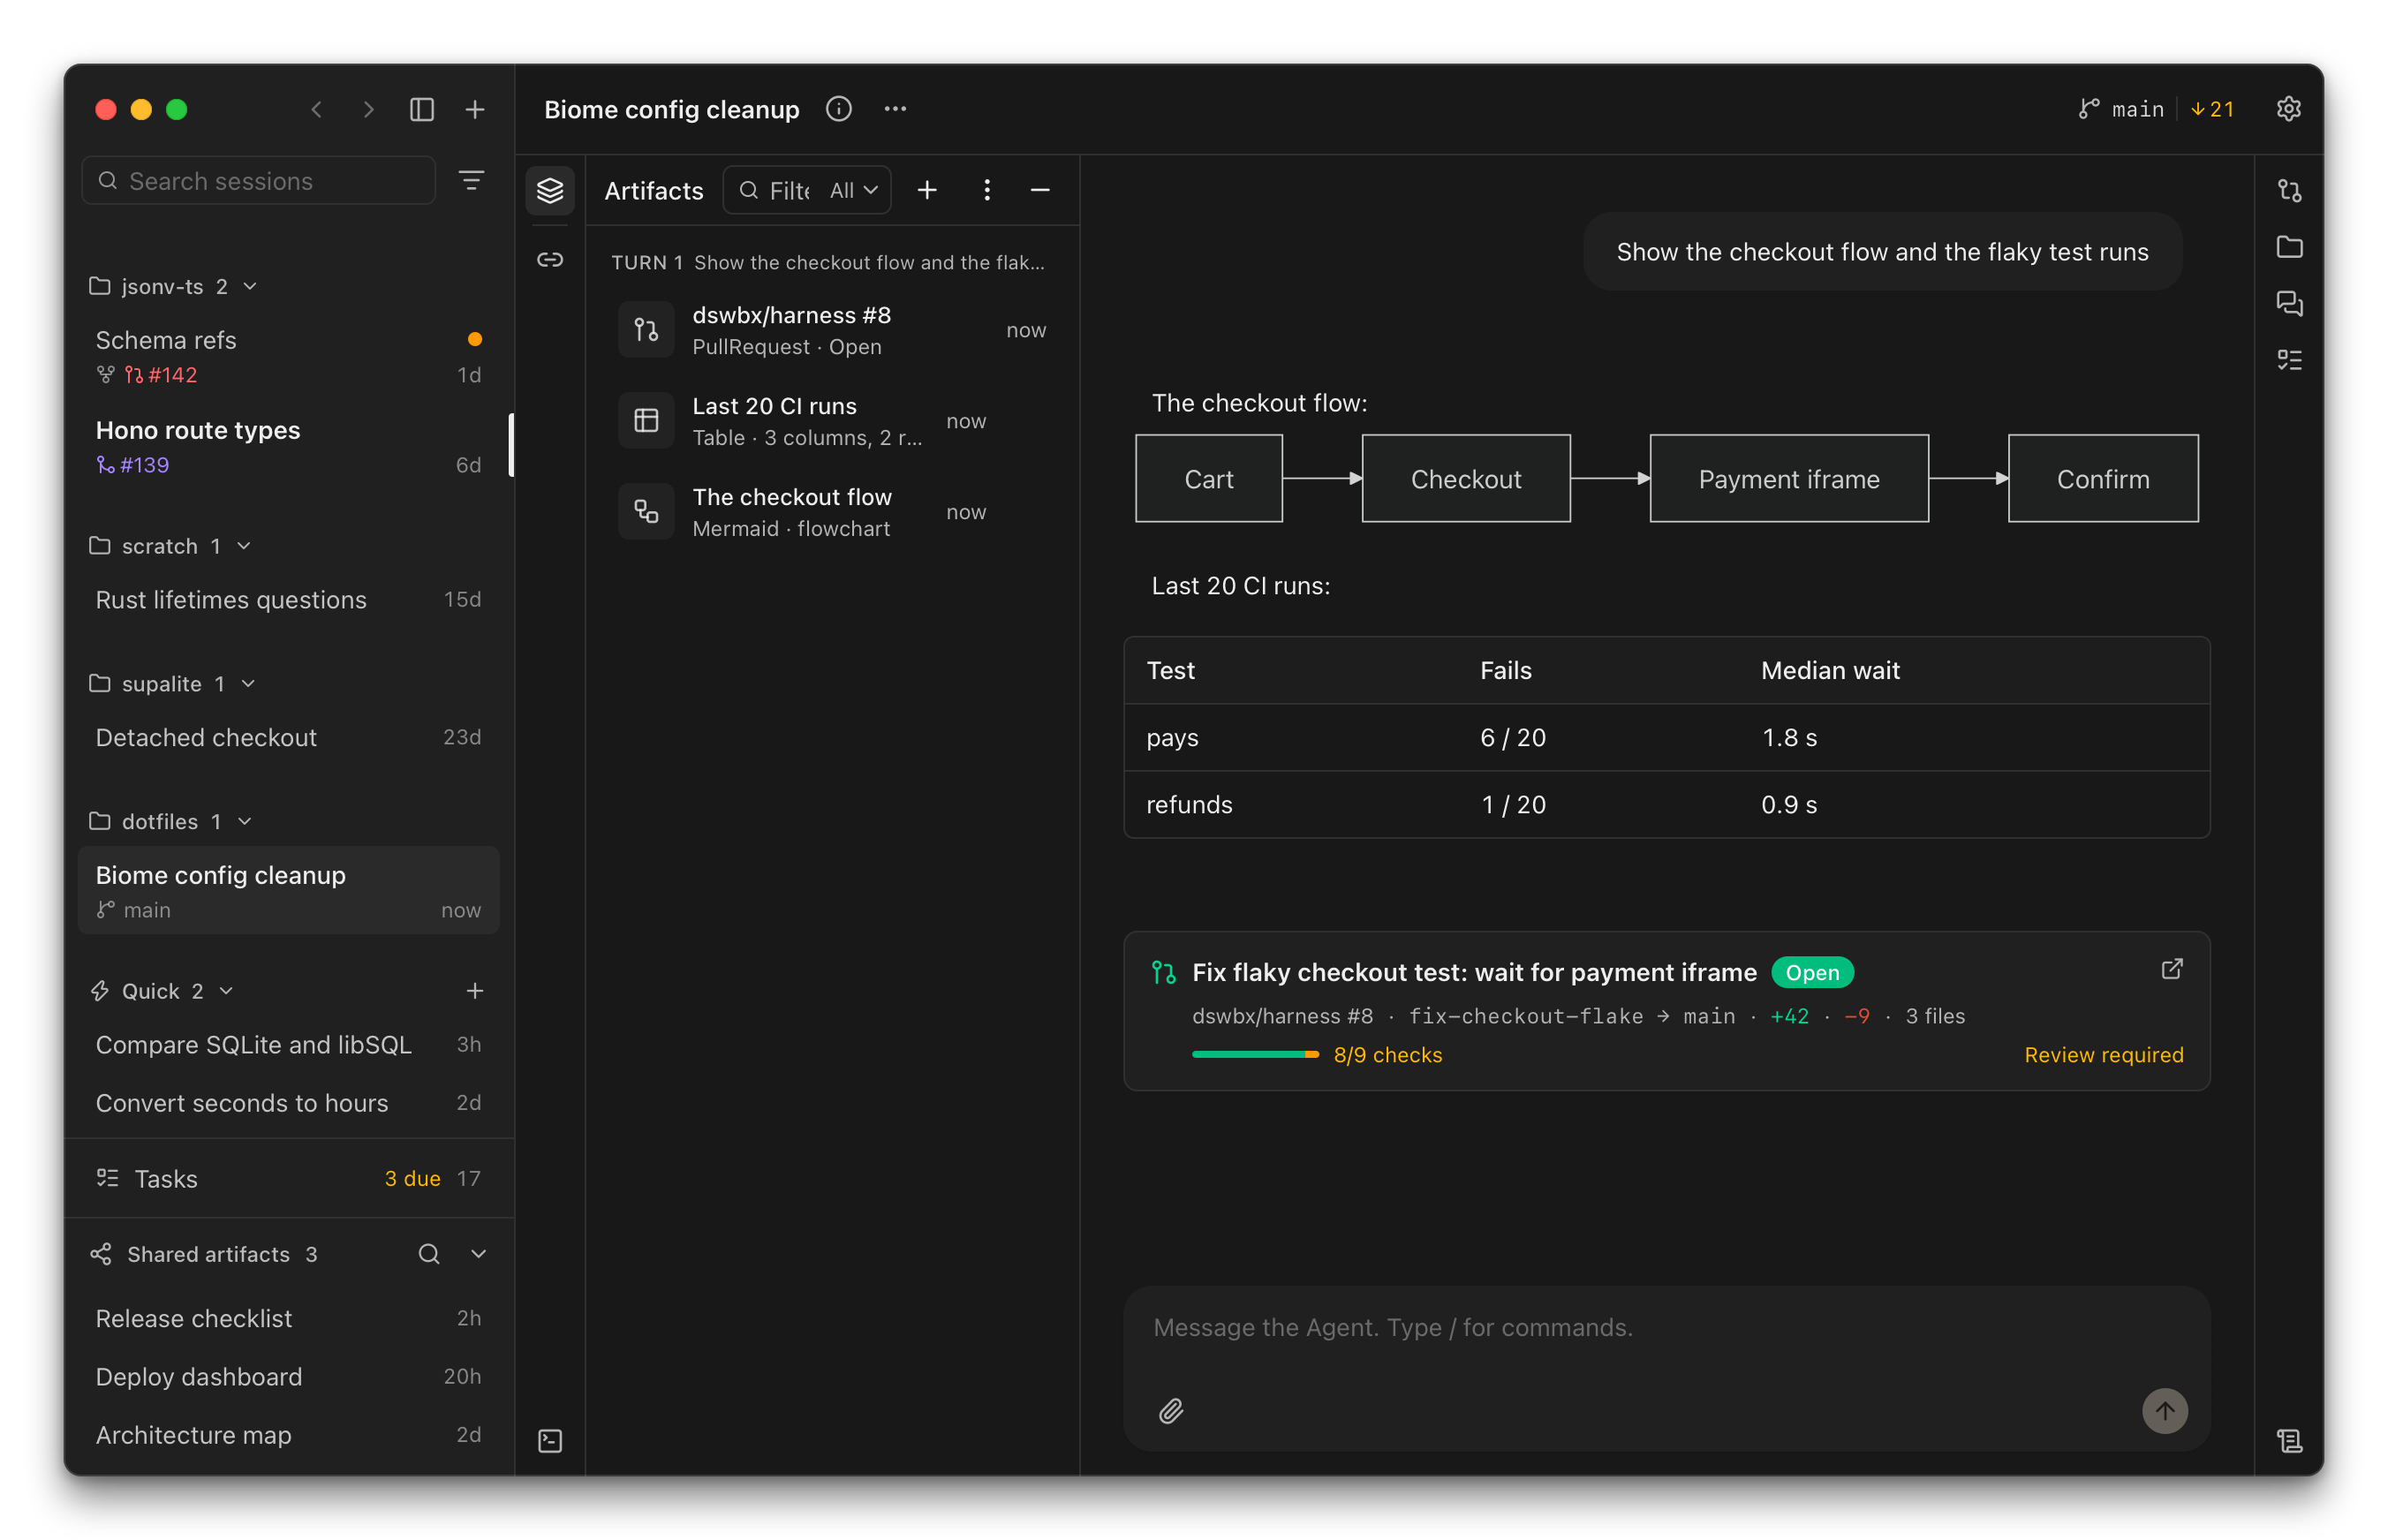 Biome config cleanup
main
21
Search sessions
jsonv-ts 2
Schema refs
#142
1d
Hono route types
#139
6d
scratch 1
Rust lifetimes questions
15d
supalite 1
Detached checkout
23d
dotfiles 1
Biome config cleanup
main
now
Quick 2
Compare SQLite and libSQL
3h
Convert seconds to hours
2d
Tasks
3 due 17
Shared artifacts 3
Release checklist
2h
Deploy dashboard
20h
Architecture map
2d
Artifacts
Filte
All
TURN 1 Show the checkout flow and the flak...
dswbx/harness #8
PullRequest · Open
now
Last 20 CI runs
Table · 3 columns, 2 r...
now
The checkout flow
Mermaid · flowchart
now
Show the checkout flow and the flaky test runs
The checkout flow:
Cart
Checkout
Payment iframe
Confirm
Last 20 CI runs:
Test Fails Median wait
pays 6 / 20 1.8 s
refunds 1 / 20 0.9 s
Fix flaky checkout test: wait for payment iframe
Open
dswbx/harness #8 · fix-checkout-flake → main · +42 · −9 · 3 files
8/9 checks
Review required
Message the Agent. Type / for commands.